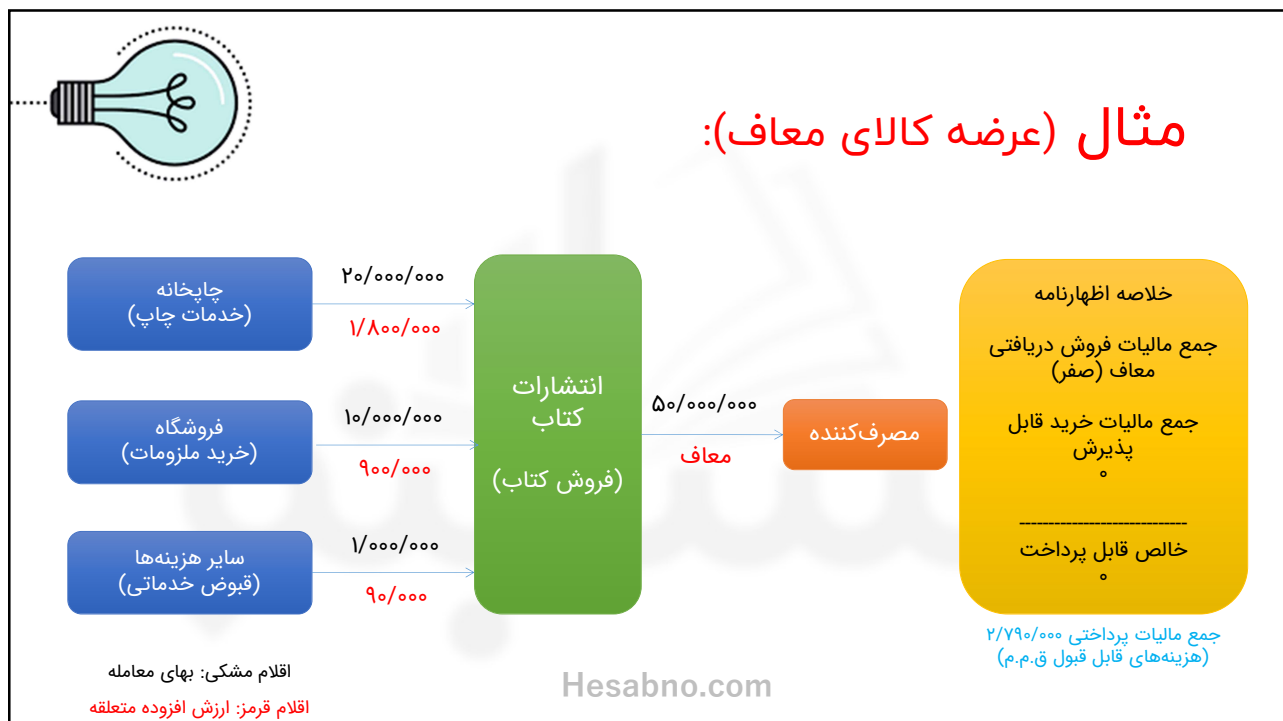 مثال (عرضه کالای معاف):
چاپخانه
(خدمات چاپ)
۲۰/۰۰۰/۰۰۰
۱/۸۰۰/۰۰۰
فروشگاه
(خرید ملزومات)
۱۰/۰۰۰/۰۰۰
۹۰۰/۰۰۰
سایر هزینه‌ها
(قبوض خدماتی)
۱/۰۰۰/۰۰۰
۹۰/۰۰۰
انتشارات
کتاب
(فروش کتاب)
۵۰/۰۰۰/۰۰۰
معاف
مصرف‌کننده
خلاصه اظهارنامه
جمع مالیات فروش دریافتی
معاف (صفر)
جمع مالیات خرید قابل
پذیرش
۰
-----------------------------
خالص قابل پرداخت
۰
جمع مالیات پرداختی ۲/۷۹۰/۰۰۰
(هزینه‌های قابل قبول ق.م.م)
اقلام مشکی: بهای معامله
اقلام قرمز: ارزش افزوده متعلقه
Hesabno.com